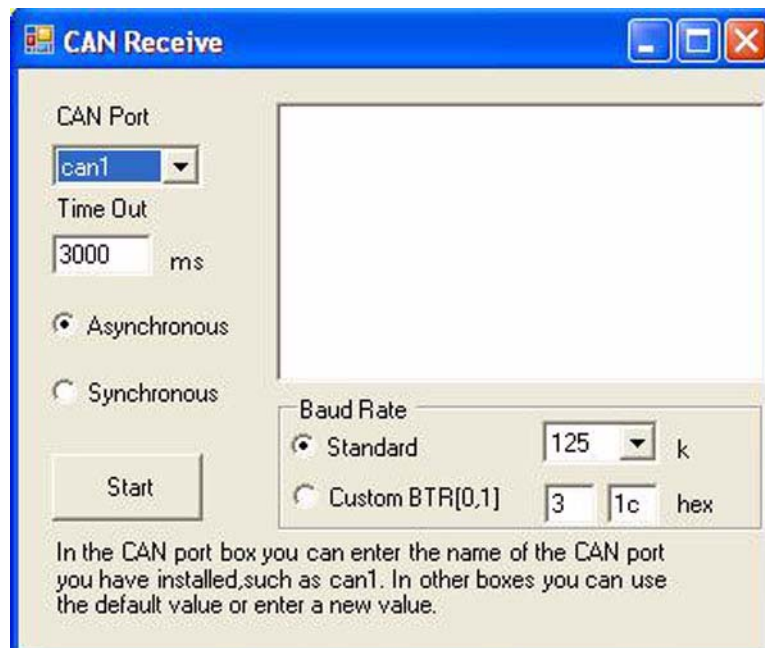 CAN Receive
CAN Port
can1
Time Out
3000 ms
Asynchronous
Synchronous
Start
Baud Rate
Standard 125 k
Custom BTR[0,1] 3 1c hex
In the CAN port box you can enter the name of the CAN port
you have installed,such as can1. In other boxes you can use
the default value or enter a new value.